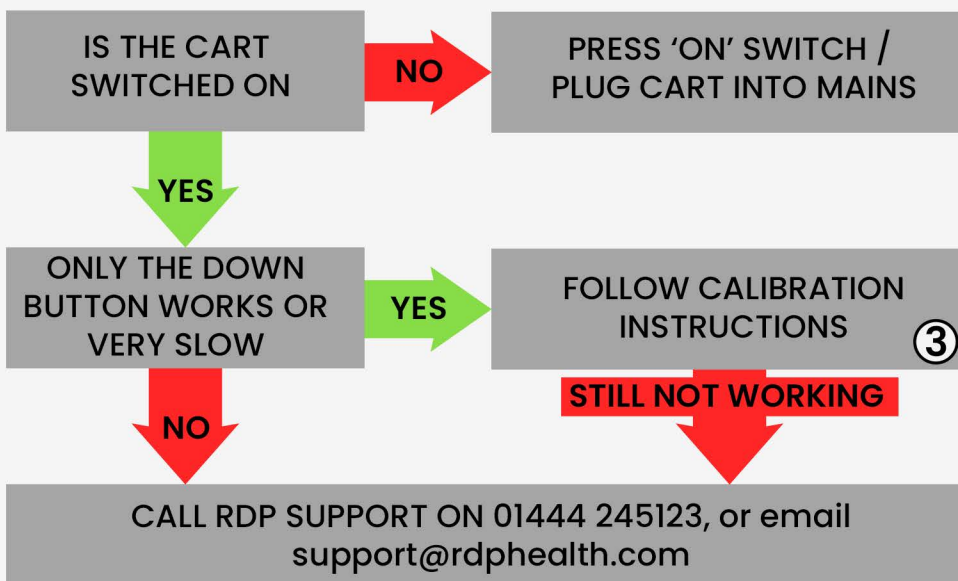 IS THE CART
SWITCHED ON
NO
PRESS ‘ON’ SWITCH /
PLUG CART INTO MAINS
YES
ONLY THE DOWN
BUTTON WORKS OR
VERY SLOW
YES
FOLLOW CALIBRATION
INSTRUCTIONS
3
NO
STILL NOT WORKING
CALL RDP SUPPORT ON 01444 245123, or email
support@rdphealth.com